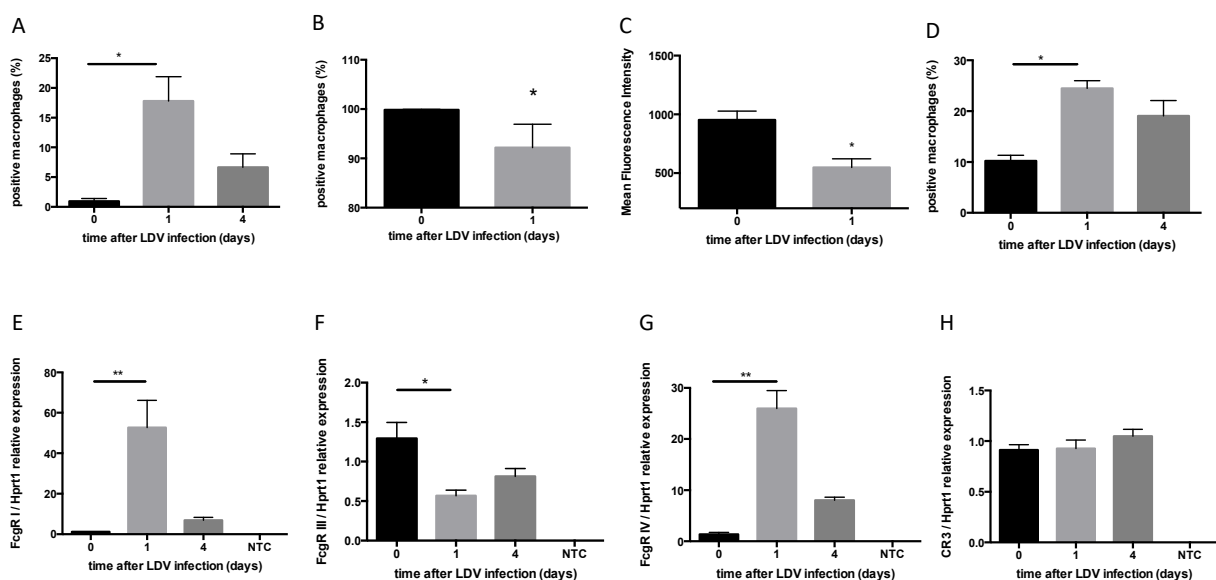 A
positive macrophages (%)
25
20
15
10
5
0
*
0 1 4
time after LDV infection (days)
B
positive macrophages (%)
110
100
90
80
*
0 1
time after LDV infection (days)
C
Mean Fluorescence Intensity
1500
1000
500
*
0 1
time after LDV infection (days)
D
positive macrophages (%)
30
20
10
0
*
0 1 4
time after LDV infection (days)
E
FcgR I / Hprt1 relative expression
80
60
40
20
0
**
0 1 4 NTC
time after LDV infection (days)
F
FcgR III / Hprt1 relative expression
2.0
1.5
1.0
0.5
0.0
*
0 1 4 NTC
time after LDV infection (days)
G
FcgR IV / Hprt1 relative expression
30
20
10
0
**
0 1 4 NTC
time after LDV infection (days)
H
CR3 / Hprt1 relative expression
1.5
1.0
0.5
0.0
0 1 4 NTC
time after LDV infection (days)